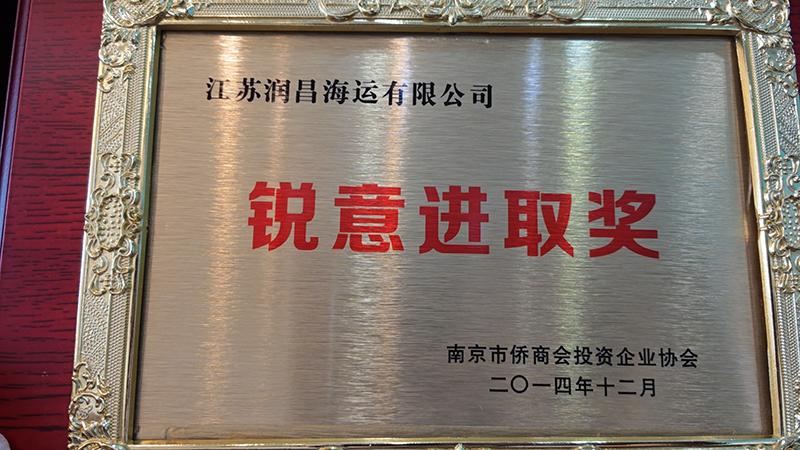 江苏润昌海运有限公司
锐意进取奖
南京市侨商会投资企业协会
二〇一四年十二月